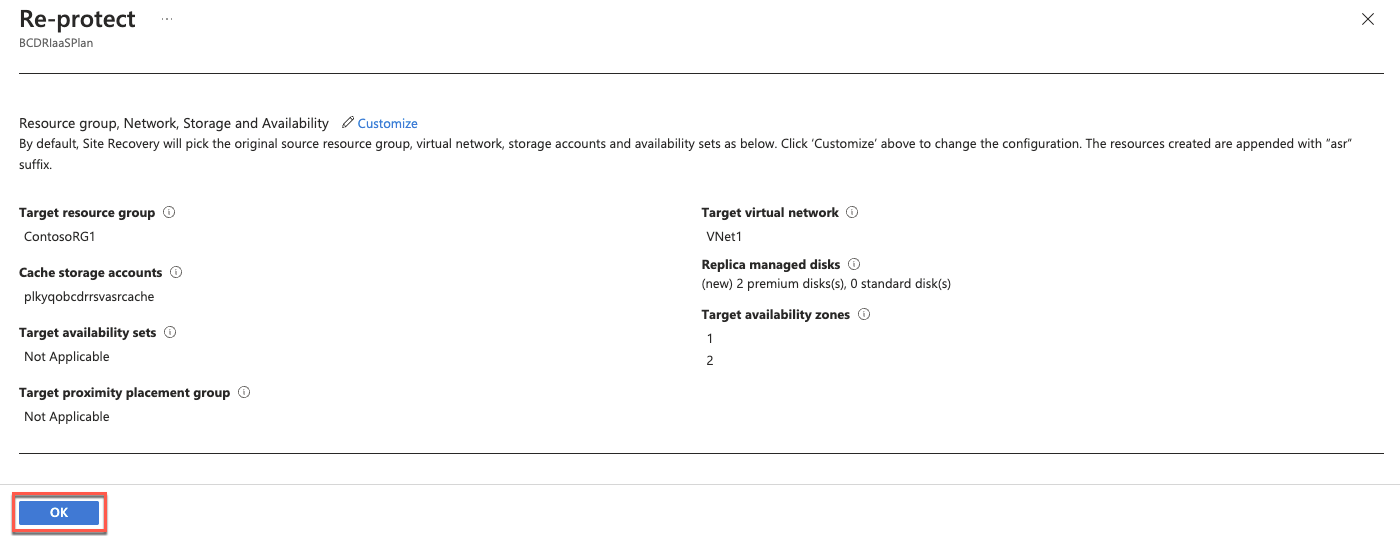 Re-protect ...
BCDRIaaSPlan
Resource group, Network, Storage and Availability Customize
By default, Site Recovery will pick the original source resource group, virtual network, storage accounts and availability sets as below. Click ‘Customize’ above to change the configuration. The resources created are appended with “asr”
suffix.
Target resource group
ContosoRG1
Cache storage accounts
plkyqobcdrrsvasrcache
Target availability sets
Not Applicable
Target proximity placement group
Not Applicable
Target virtual network
VNet1
Replica managed disks
(new) 2 premium disks(s), 0 standard disk(s)
Target availability zones
1
2
OK